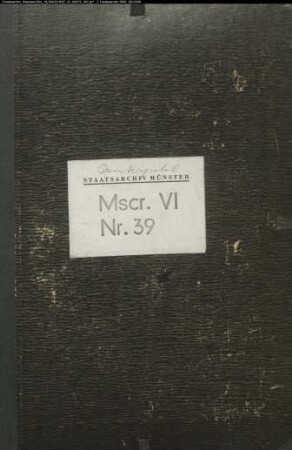 Domkapitel
STAATSARCHIV MÜNSTER
Mscr. VI
Nr. 39